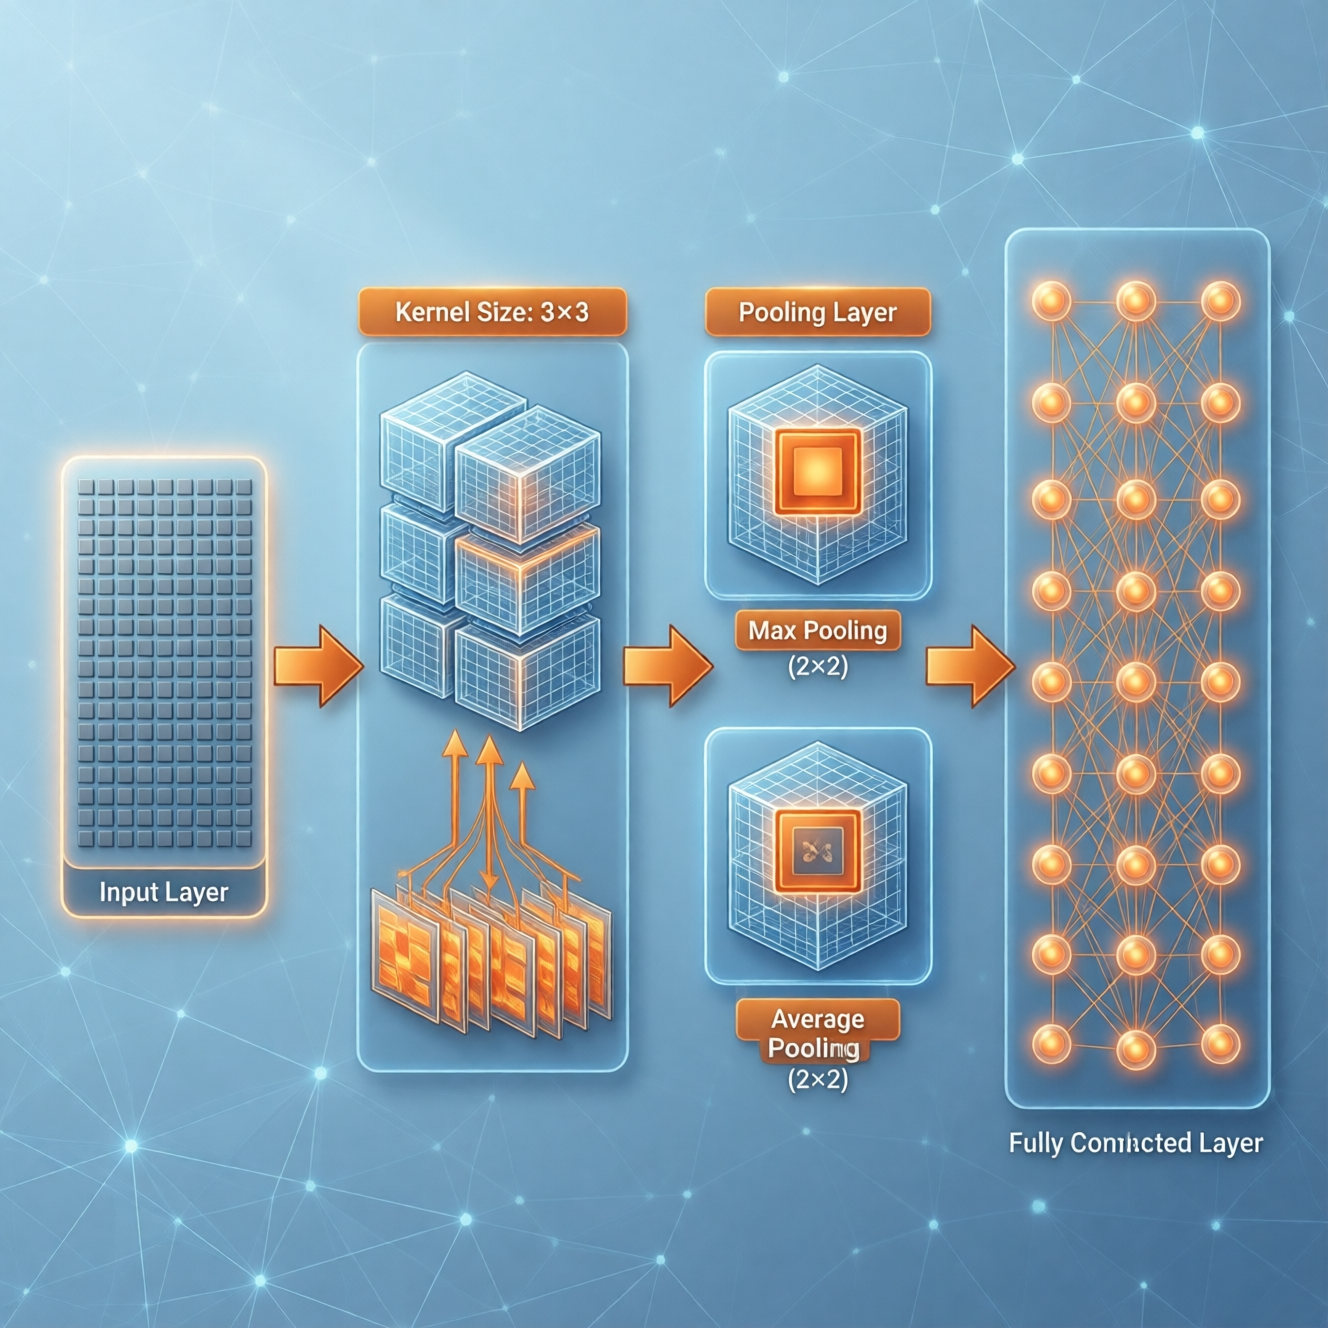 Input Layer
Kernel Size: 3×3
Pooling Layer
Max Pooling
(2×2)
Average
Pooling
(2×2)
Fully Layer